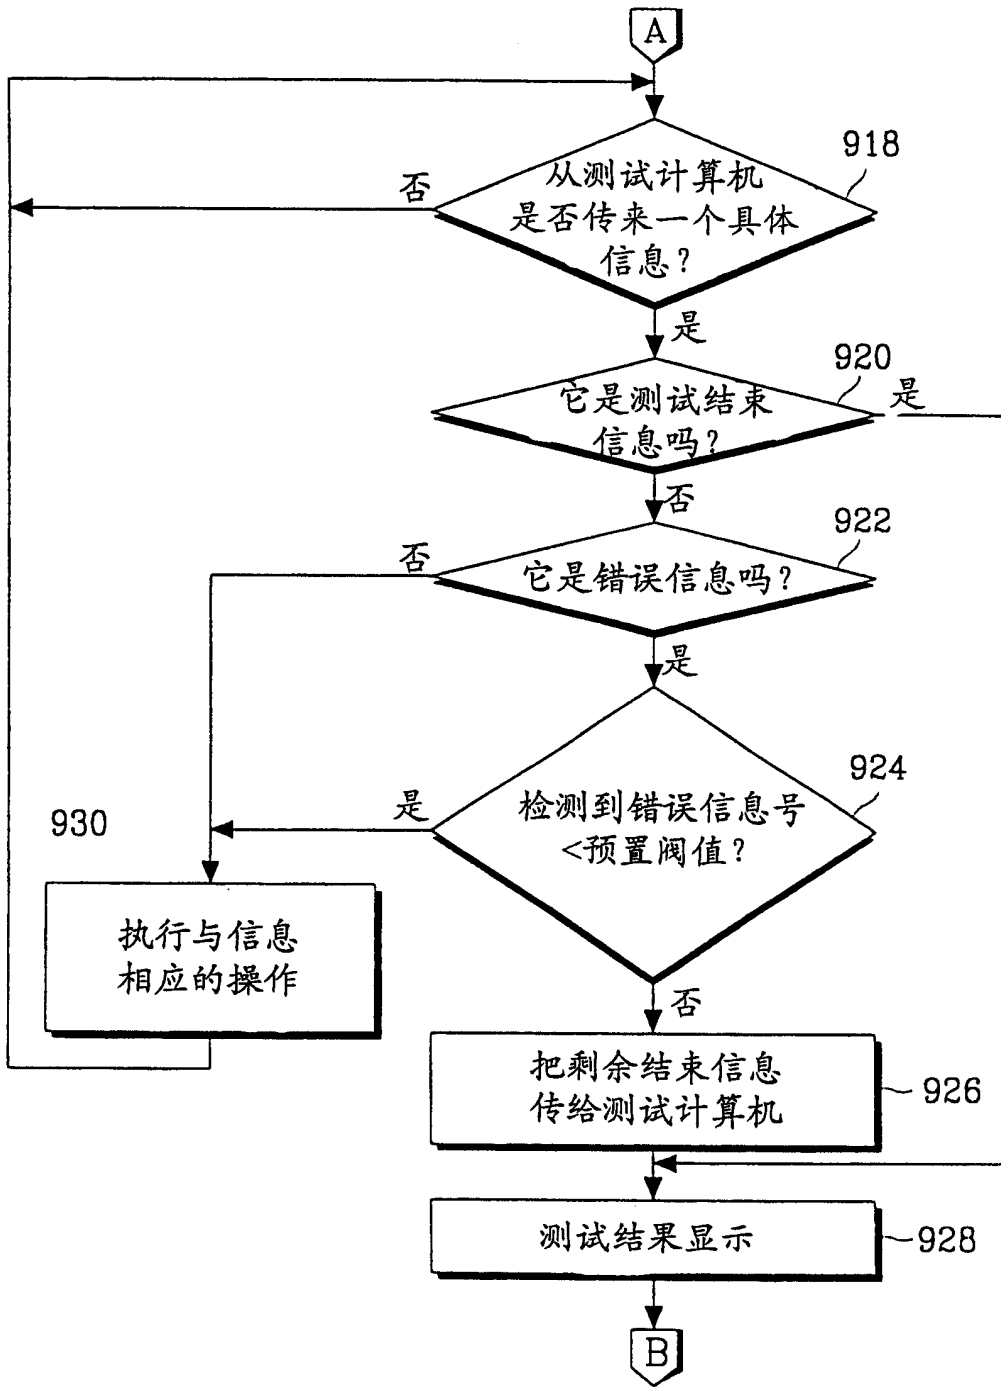 A
918
从测试计算机
是否传来一个具体
信息?
否
是
920
它是测试结束
信息吗?
是
否
922
它是错误信息吗?
否
是
924
检测到错误信息号
<预置阀值?
是
930
执行与信息
相应的操作
否
把剩余结束信息
传给测试计算机
926
测试结果显示
928
B